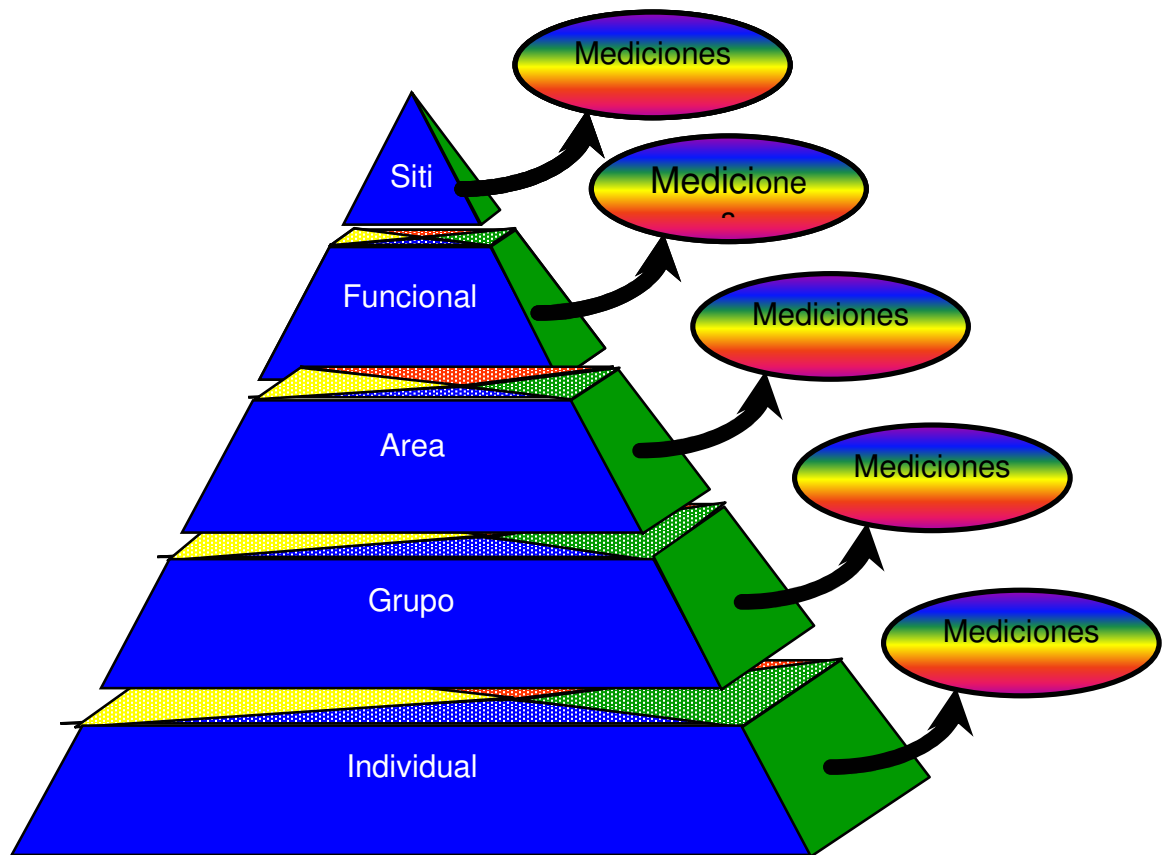 Mediciones
Siti
Medicione
s
Funcional
Mediciones
Area
Mediciones
Grupo
Mediciones
Individual